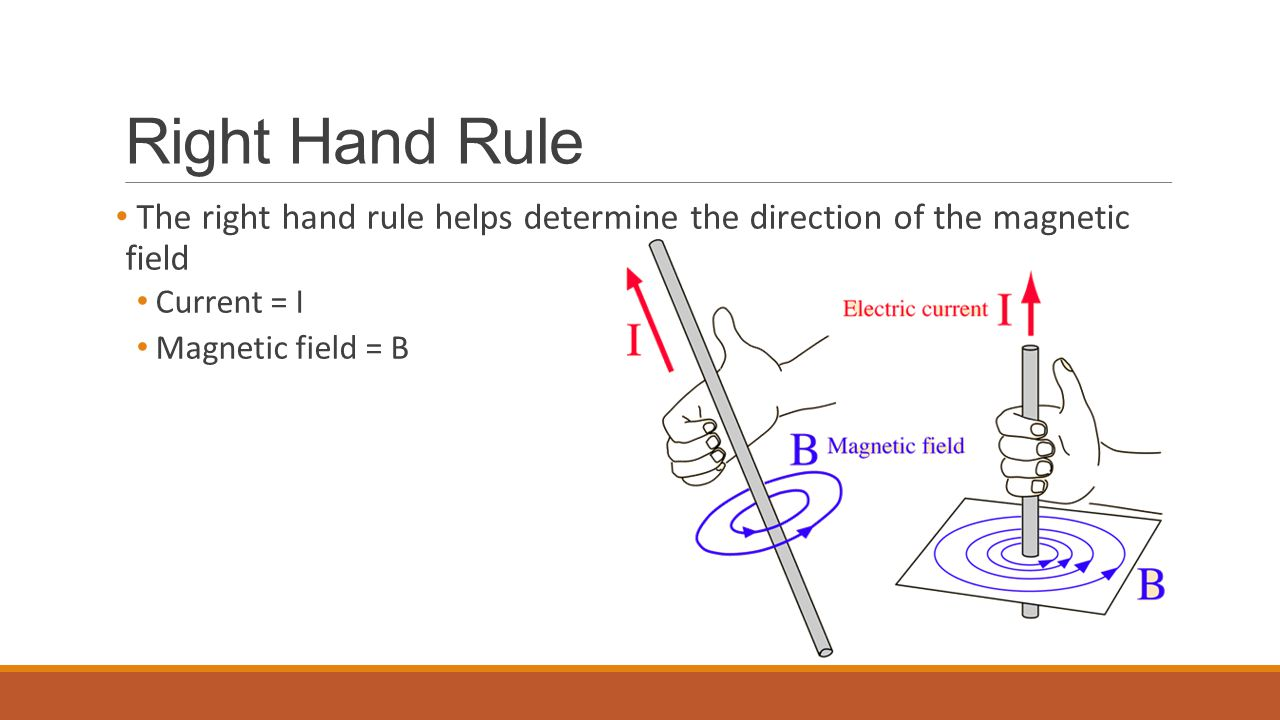 Right Hand Rule
• The right hand rule helps determine the direction of the magnetic
field
• Current = I
• Magnetic field = B
I
Electric current I
B Magnetic field
B